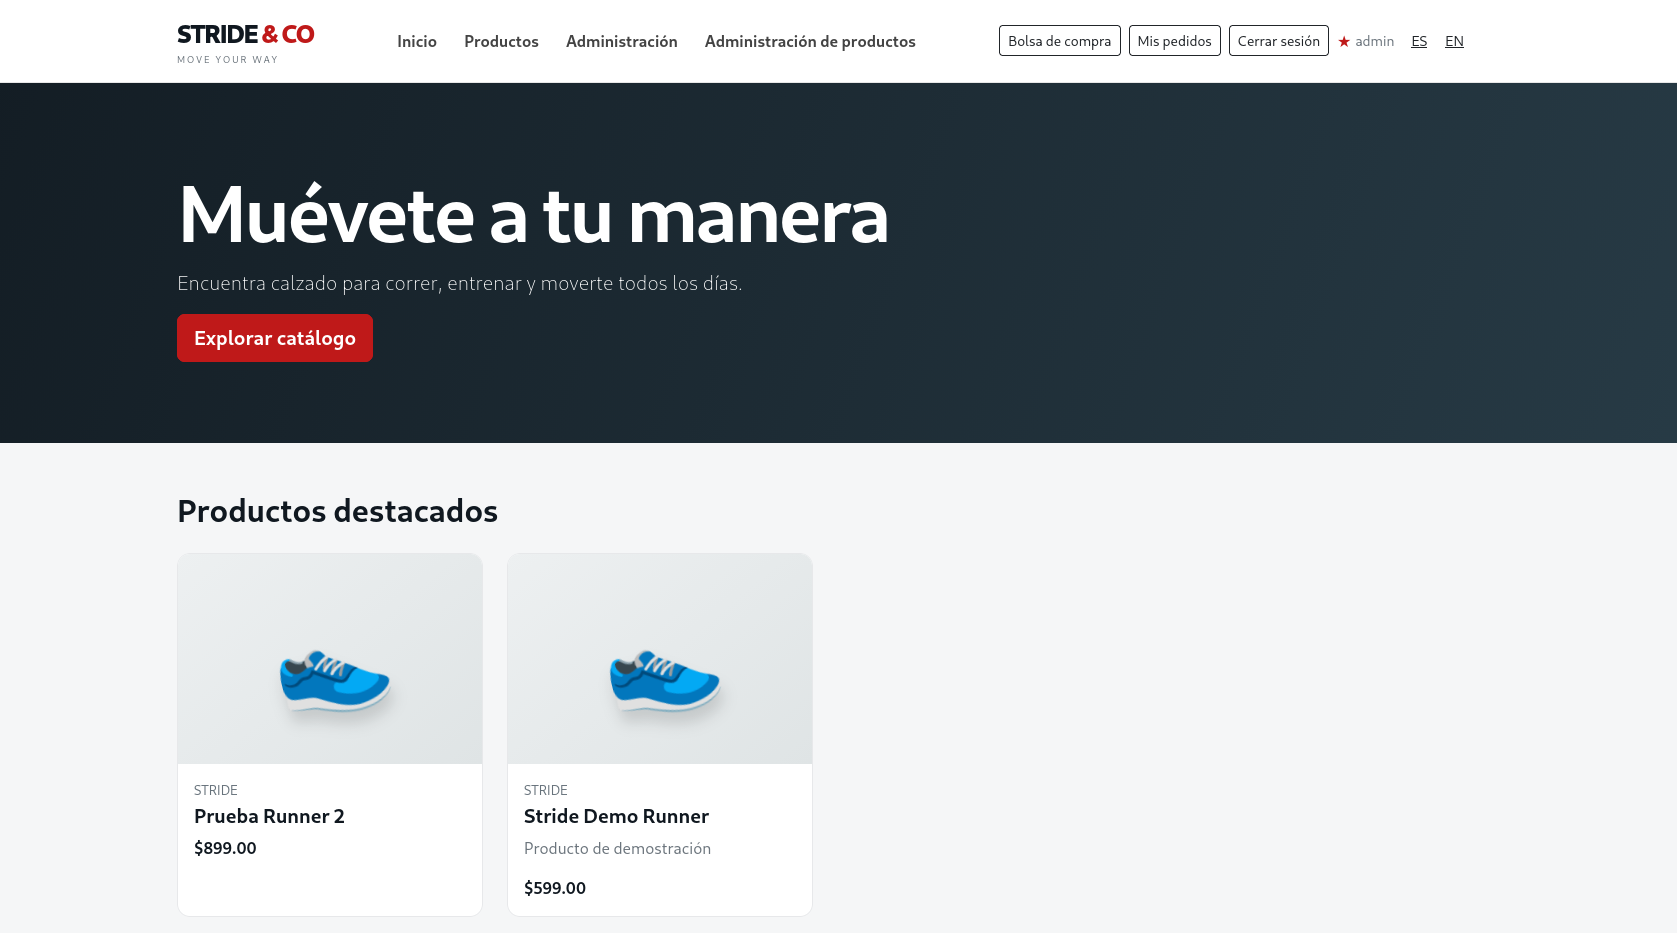 STRIDE & CO
MOVE YOUR WAY
Inicio
Productos
Administración
Administración de productos
Bolsa de compra
Mis pedidos
Cerrar sesión
★ admin
ES
EN
Muévete a tu manera
Encuentra calzado para correr, entrenar y moverte todos los días.
Explorar catálogo
Productos destacados
STRIDE
Prueba Runner 2
$899.00
STRIDE
Stride Demo Runner
Producto de demostración
$599.00